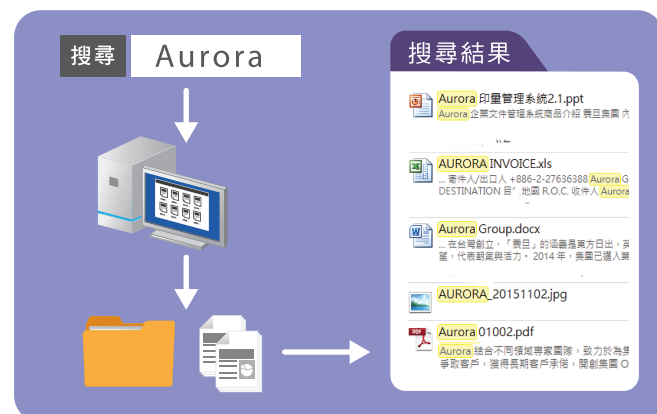 搜尋 Aurora
搜尋結果
Aurora 印量管理系統2.1.ppt
Aurora 企業文件管理系統商品介紹 震旦集團 內
AURORA INVOICE.xls
... 寄件人/出口人 +886-2-27636388 Aurora G
DESTINATION 目′地國 R.O.C. 收件人 Aurora
Aurora Group.docx
... 在台灣創立，「震旦」的涵義是東方日出，英
望，代表朝氣與活力。2014 年，集團已邁入第
AURORA_20151102.jpg
Aurora 01002.pdf
Aurora 結合不同領域專家團隊，致力於為集
爭取客戶，獲得長期客戶承偌，開創集團 O